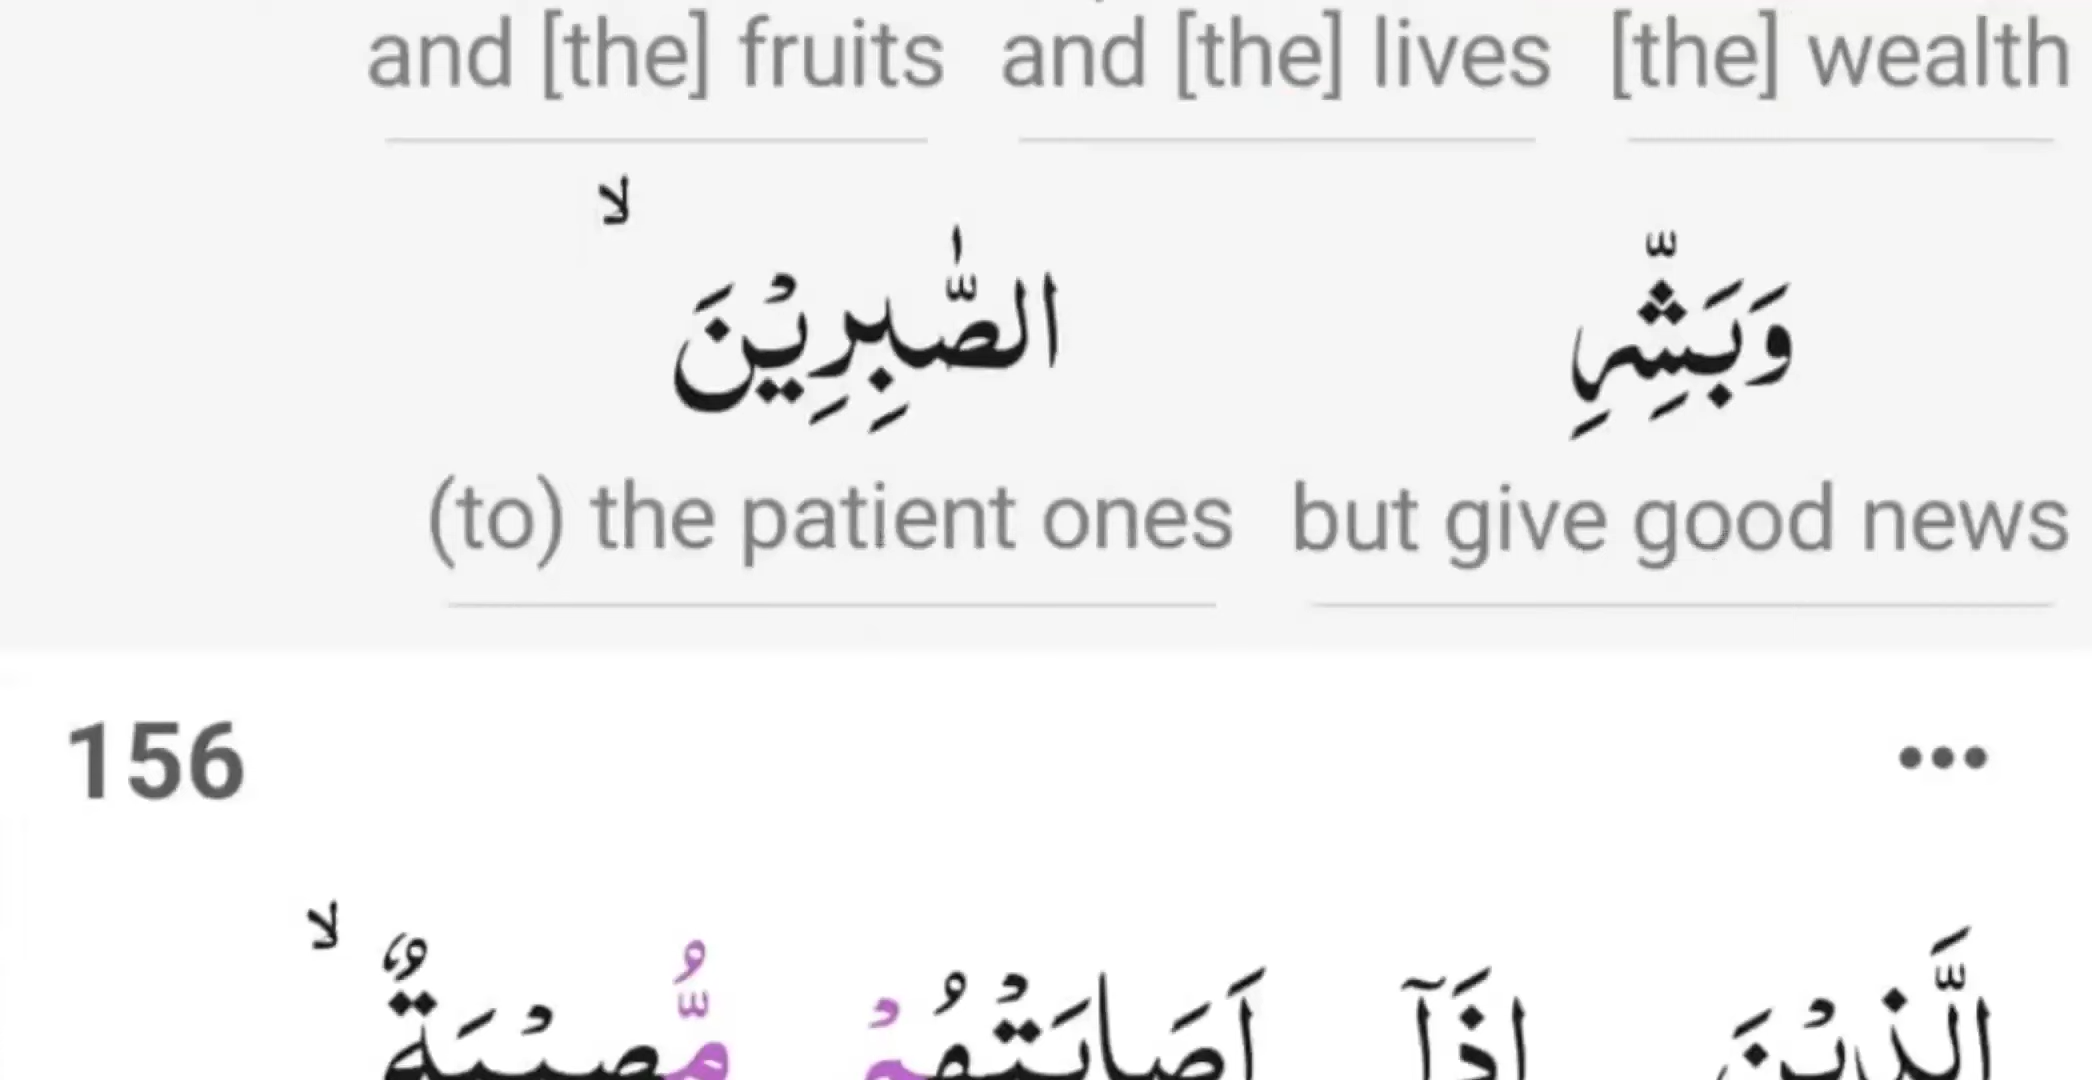 [the] wealth and [the] lives and [the] fruits
وَبَشِّرِ الصّٰبِرِيْنَ ۙ
but give good news (to) the patient ones
156
الَّذِيْنَ اِذَآ اَصَابَتْهُمْ مُّصِيْبَةٌ ۙ